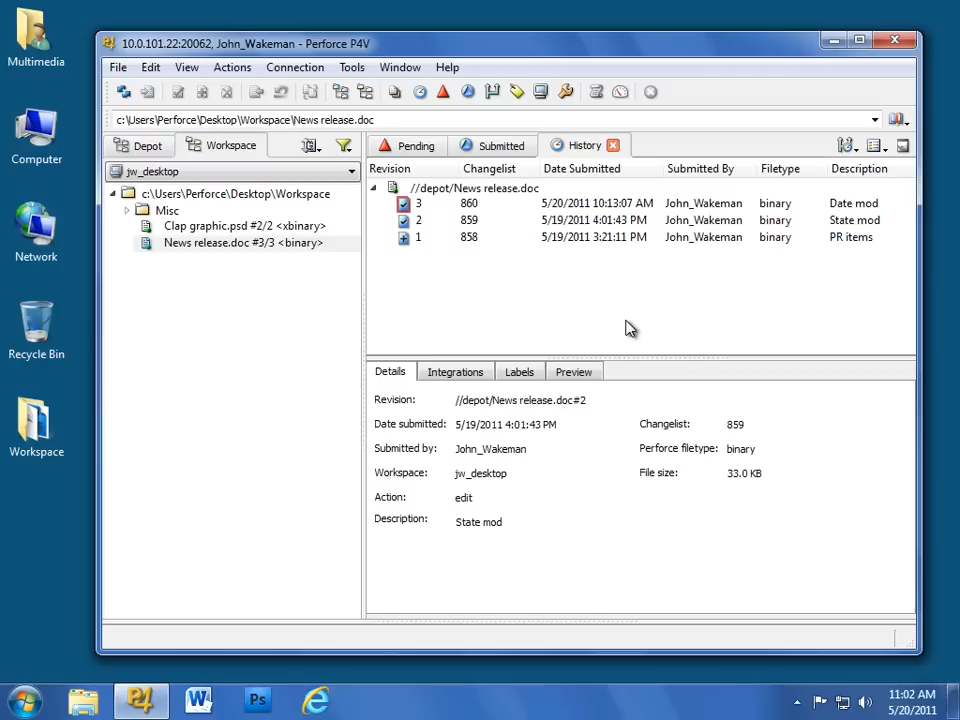 Multimedia
Computer
Network
Recycle Bin
Workspace
10.0.101.22:20062, John_Wakeman - Perforce P4V
File Edit View Actions Connection Tools Window Help
c:\Users\Perforce\Desktop\Workspace\News release.doc
Depot Workspace
jw_desktop
c:\Users\Perforce\Desktop\Workspace
Misc
Clap graphic.psd #2/2 <xbinary>
News release.doc #3/3 <binary>
Pending Submitted History
Revision Changelist Date Submitted Submitted By Filetype Description
//depot/News release.doc
3 860 5/20/2011 10:13:07 AM John_Wakeman binary Date mod
2 859 5/19/2011 4:01:43 PM John_Wakeman binary State mod
1 858 5/19/2011 3:21:11 PM John_Wakeman binary PR items
Details Integrations Labels Preview
Revision: //depot/News release.doc#2
Date submitted: 5/19/2011 4:01:43 PM Changelist: 859
Submitted by: John_Wakeman Perforce filetype: binary
Workspace: jw_desktop File size: 33.0 KB
Action: edit
Description: State mod
P4 W Ps
11:02 AM
5/20/2011